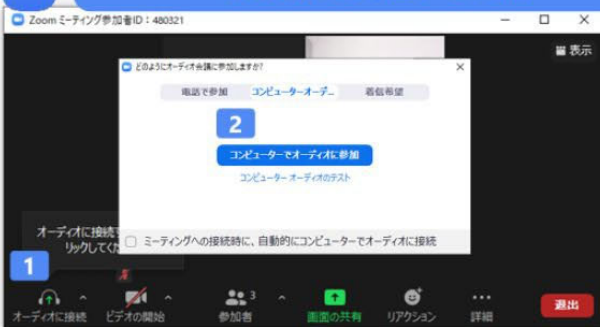 Zoom ミーティング参加者ID：480321
表示
どのようにオーディオ会議に参加しますか?
電話で参加 コンピューターオーデ... 着信希望
2
コンピューターでオーディオに参加
コンピューター オーディオのテスト
オーディオに接続す
リックしてくだ
ミーティングへの接続時に、自動的にコンピューターでオーディオに接続
1
3
オーディオに接続 ビデオの開始 参加者 画面の共有 リアクション 詳細 退出